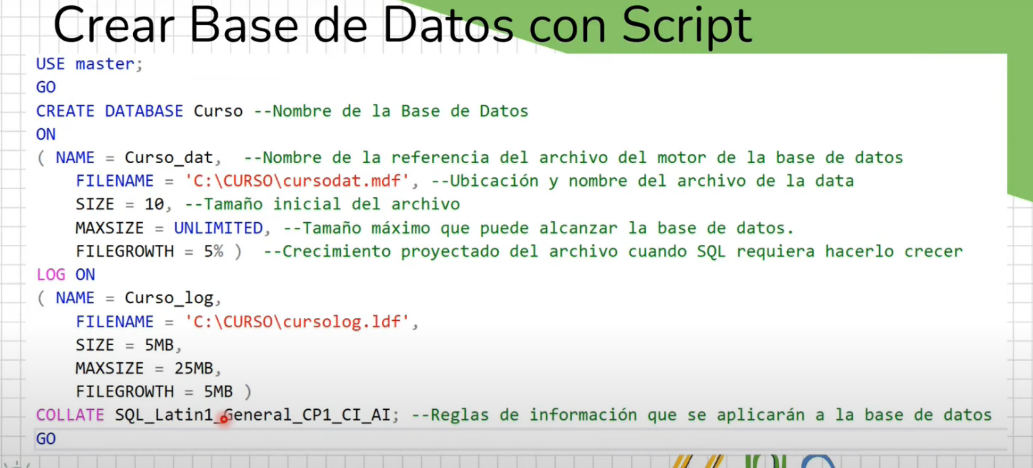 Crear Base de Datos con Script
USE master;
GO
CREATE DATABASE Curso --Nombre de la Base de Datos
ON
( NAME = Curso_dat,  --Nombre de la referencia del archivo del motor de la base de datos
    FILENAME = 'C:\CURSO\cursodat.mdf', --Ubicación y nombre del archivo de la data
    SIZE = 10, --Tamaño inicial del archivo
    MAXSIZE = UNLIMITED, --Tamaño máximo que puede alcanzar la base de datos.
    FILEGROWTH = 5% )  --Crecimiento proyectado del archivo cuando SQL requiera hacerlo crecer
LOG ON
( NAME = Curso_log,
    FILENAME = 'C:\CURSO\cursolog.ldf',
    SIZE = 5MB,
    MAXSIZE = 25MB,
    FILEGROWTH = 5MB )
COLLATE SQL_Latin1_General_CP1_CI_AI; --Reglas de información que se aplicarán a la base de datos
GO